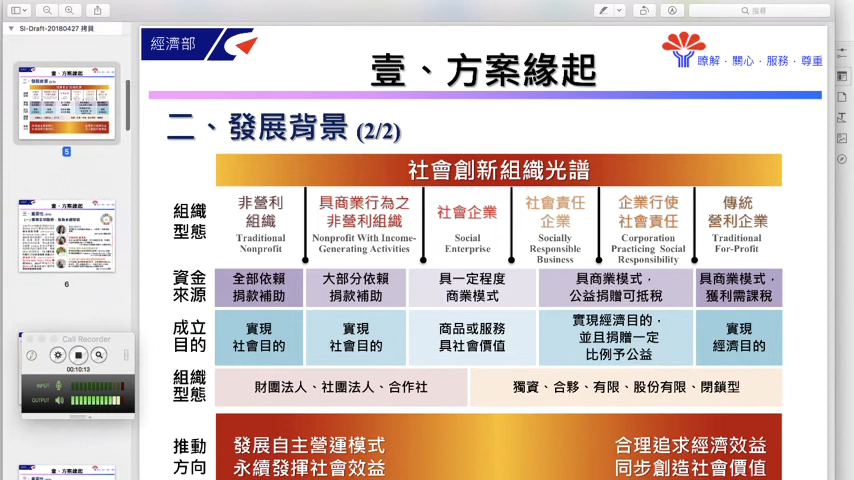 搜尋
SI-Draft-20180427 拷貝
5
6
Call Recorder
00:10:13
INPUT
OUTPUT
經濟部
壹、方案緣起
瞭解．關心．服務．尊重
二、發展背景 (2/2)
社會創新組織光譜
組織
型態
非營利
組織
Traditional
Nonprofit
具商業行為之
非營利組織
Nonprofit With Income-
Generating Activities
社會企業
Social
Enterprise
社會責任
企業
Socially
Responsible
Business
企業行使
社會責任
Corporation
Practicing Social
Responsibility
傳統
營利企業
Traditional
For-Profit
資金
來源
全部依賴
捐款補助
大部分依賴
捐款補助
具一定程度
商業模式
具商業模式，
公益捐贈可抵稅
具商業模式，
獲利需課稅
成立
目的
實現
社會目的
實現
社會目的
商品或服務
具社會價值
實現經濟目的，
並且捐贈一定
比例予公益
實現
經濟目的
組織
型態
財團法人、社團法人、合作社
獨資、合夥、有限、股份有限、閉鎖型
推動
方向
發展自主營運模式
永續發揮社會效益
合理追求經濟效益
同步創造社會價值